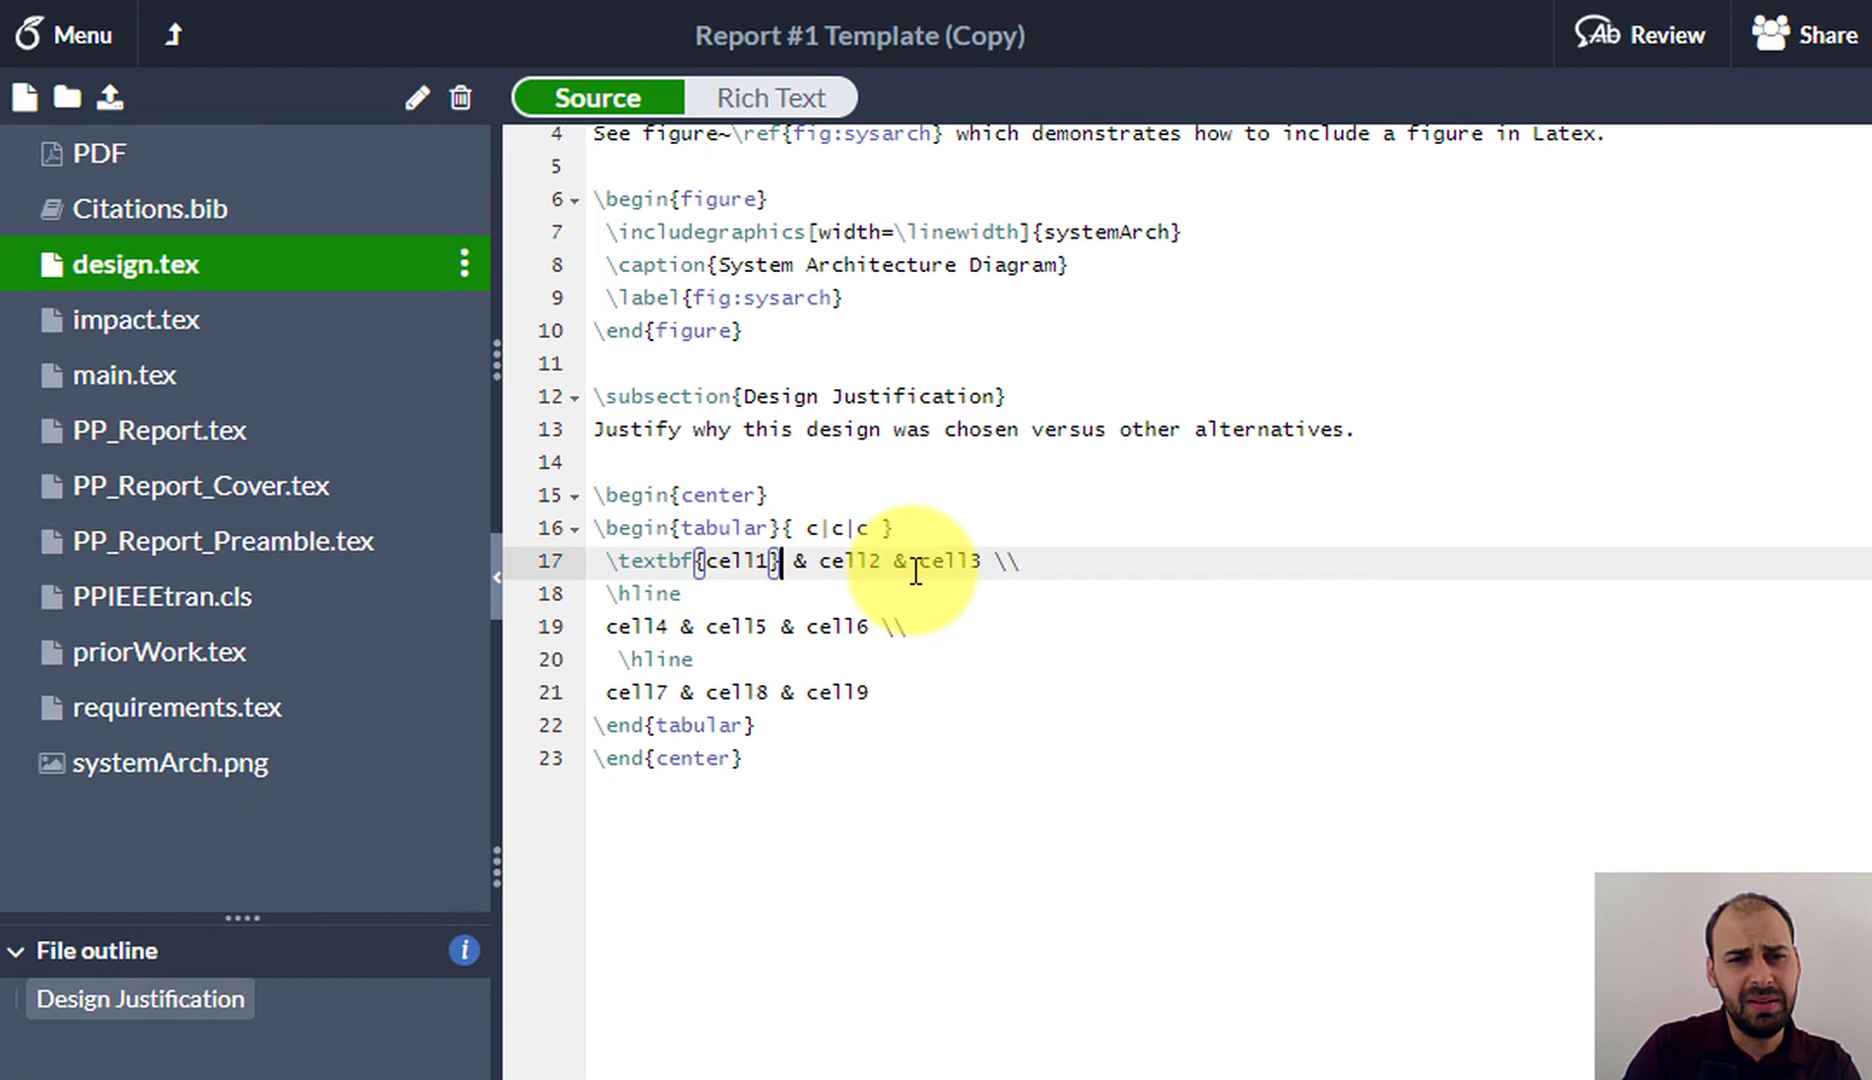 Menu
Report #1 Template (Copy)
Ab Review
Share
Source
Rich Text
PDF
Citations.bib
design.tex
impact.tex
main.tex
PP_Report.tex
PP_Report_Cover.tex
PP_Report_Preamble.tex
PPIEEEtran.cls
priorWork.tex
requirements.tex
systemArch.png
File outline
i
Design Justification
4 See figure~\ref{fig:sysarch} which demonstrates how to include a figure in Latex.
5
6 \begin{figure}
7 \includegraphics[width=\linewidth]{systemArch}
8 \caption{System Architecture Diagram}
9 \label{fig:sysarch}
10 \end{figure}
11
12 \subsection{Design Justification}
13 Justify why this design was chosen versus other alternatives.
14
15 \begin{center}
16 \begin{tabular}{ c|c|c }
17 \textbf{cell1} & cell2 & cell3 \\
18 \hline
19 cell4 & cell5 & cell6 \\
20 \hline
21 cell7 & cell8 & cell9
22 \end{tabular}
23 \end{center}